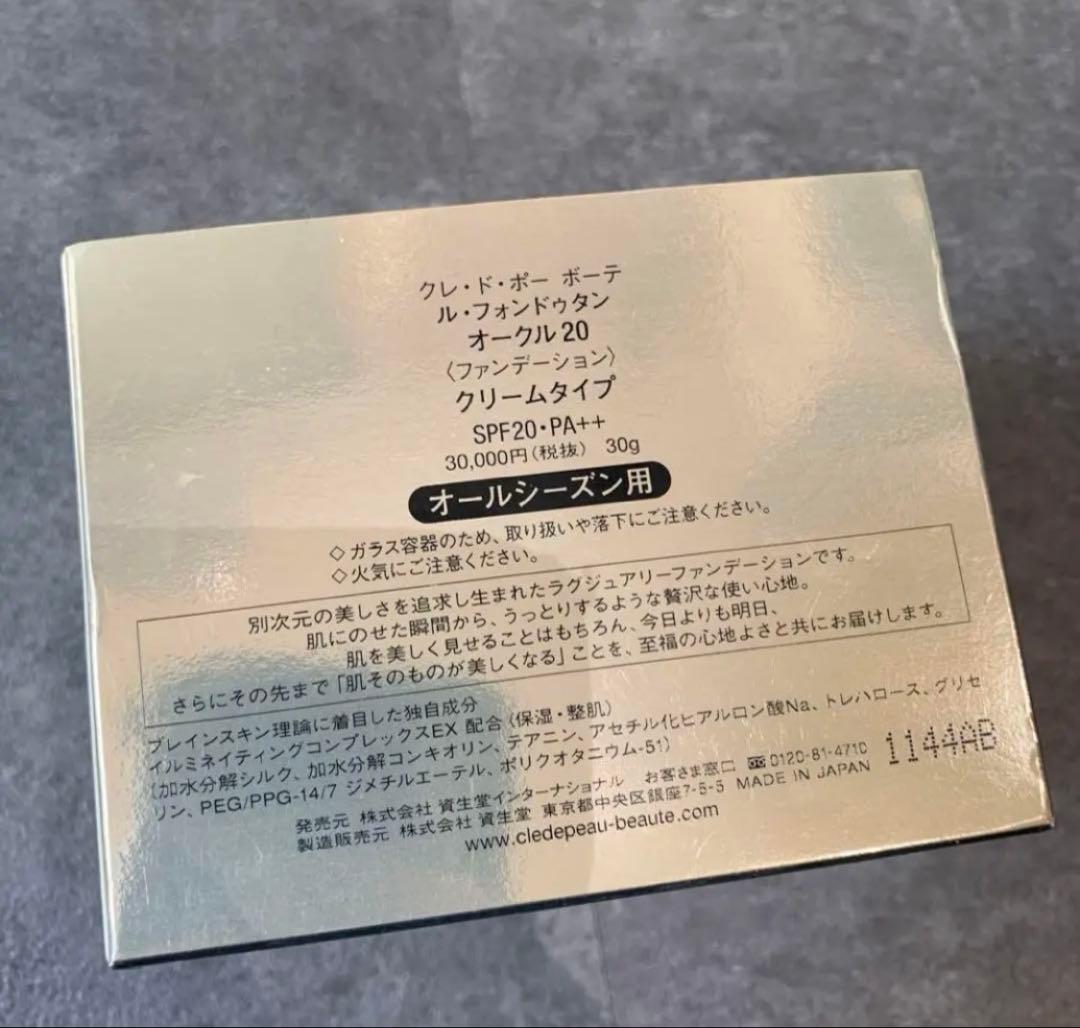 クレ・ド・ポー ボーテ
ル・フォンドゥタン
オークル20
〈ファンデーション〉
クリームタイプ
SPF20・PA++
30,000円(税抜) 30g
オールシーズン用
◇ガラス容器のため、取り扱いや落下にご注意ください。
◇火気にご注意ください。
別次元の美しさを追求し生まれたラグジュアリーファンデーションです。
肌にのせた瞬間から、うっとりするような贅沢な使い心地。
肌を美しく見せることはもちろん、今日よりも明日、
さらにその先まで「肌そのものが美しくなる」ことを、至福の心地よさと共にお届けします。
ブレインスキン理論に着目した独自成分
イルミネイティングコンプレックスEX 配合(保湿・整肌)
(加水分解シルク、加水分解コンキオリン、テアニン、アセチル化ヒアルロン酸Na、トレハロース、グリセ
リン、PEG/PPG-14/7 ジメチルエーテル、ポリクオタニウム-51)
発売元 株式会社 資生堂インターナショナル お客さま窓口 0120-81-4710
製造販売元 株式会社 資生堂 東京都中央区銀座7-5-5 MADE IN JAPAN
www.cledepeau-beaute.com
1144AB